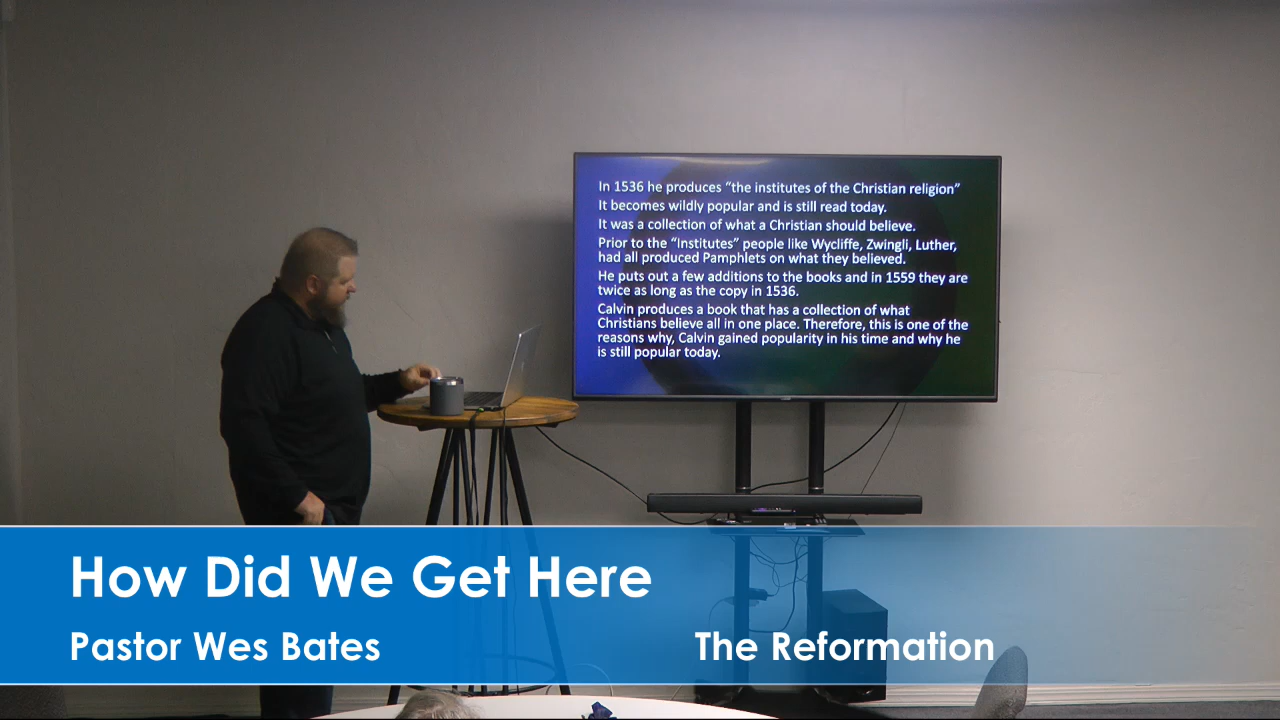 In 1536 he produces “the institutes of the Christian religion”
It becomes wildly popular and is still read today.
It was a collection of what a Christian should believe.
Prior to the “Institutes” people like Wycliffe, Zwingli, Luther,
had all produced Pamphlets on what they believed.
He puts out a few additions to the books and in 1559 they are
twice as long as the copy in 1536.
Calvin produces a book that has a collection of what
Christians believe all in one place. Therefore, this is one of the
reasons why, Calvin gained popularity in his time and why he
is still popular today.
How Did We Get Here
Pastor Wes Bates
The Reformation